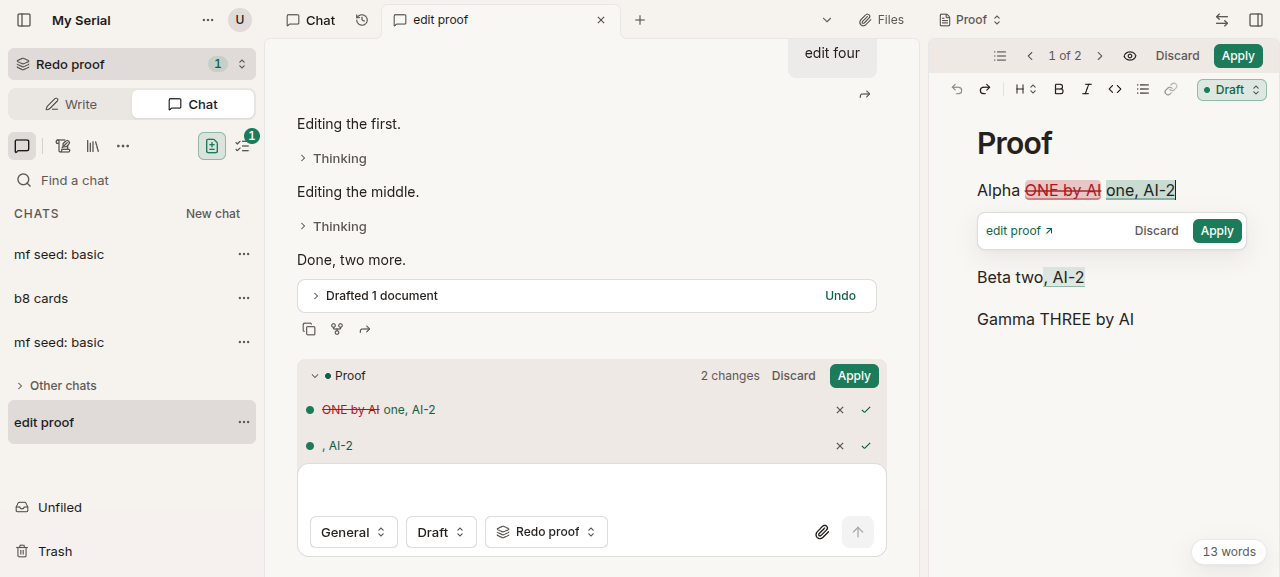 My Serial
U
Redo proof 1
Write Chat
1
Find a chat
CHATS New chat
mf seed: basic
b8 cards
mf seed: basic
Other chats
edit proof
Unfiled
Trash
Chat edit proof Files
edit four
Editing the first.
Thinking
Editing the middle.
Thinking
Done, two more.
Drafted 1 document Undo
Proof 2 changes Discard Apply
ONE by AI one, AI-2
, AI-2
General Draft Redo proof
Proof
1 of 2 Discard Apply
H B I Draft
Proof
Alpha ONE by AI one, AI-2
edit proof Discard Apply
Beta two, AI-2
Gamma THREE by AI
13 words